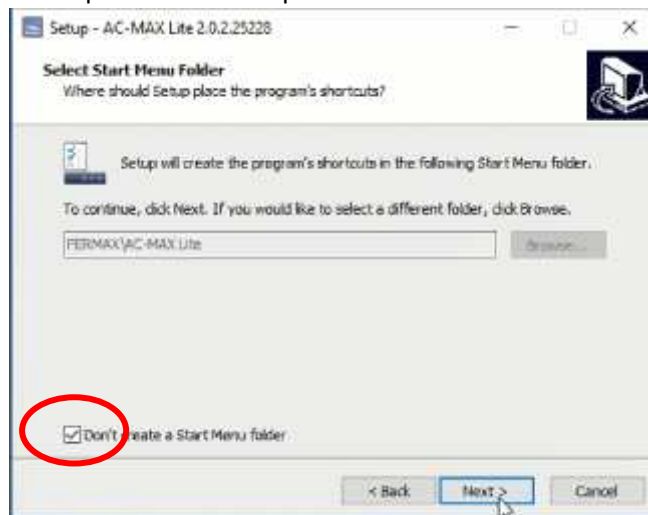 Setup - AC-MAX Lite 2.0.2.25228
Select Start Menu Folder
Where should Setup place the program's shortcuts?
Setup will create the program's shortcuts in the following Start Menu folder.
To continue, click Next. If you would like to select a different folder, click Browse.
PERMAX\AC-MAX Lite
Browse...
Don't create a Start Menu folder
< Back Next > Cancel